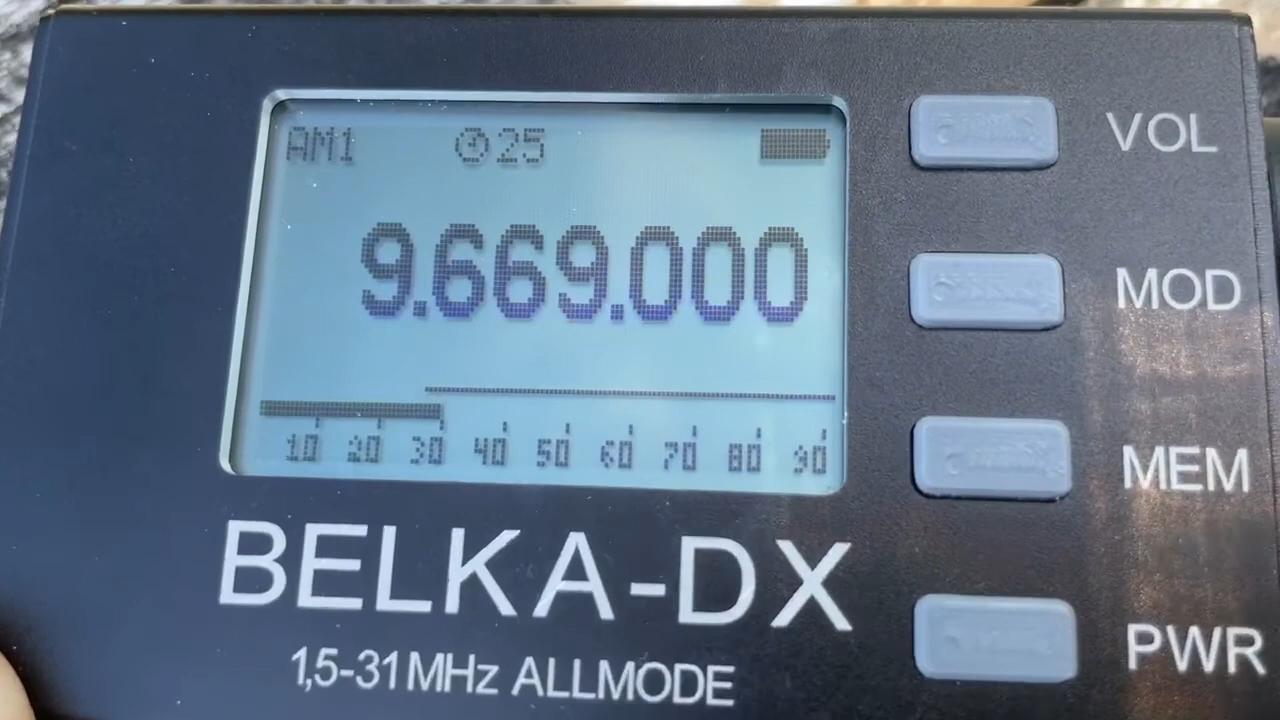 AM1 25
9.669.000
10 20 30 40 50 60 70 80 90
BELKA-DX
1,5-31 MHz ALLMODE
VOL
MOD
MEM
PWR